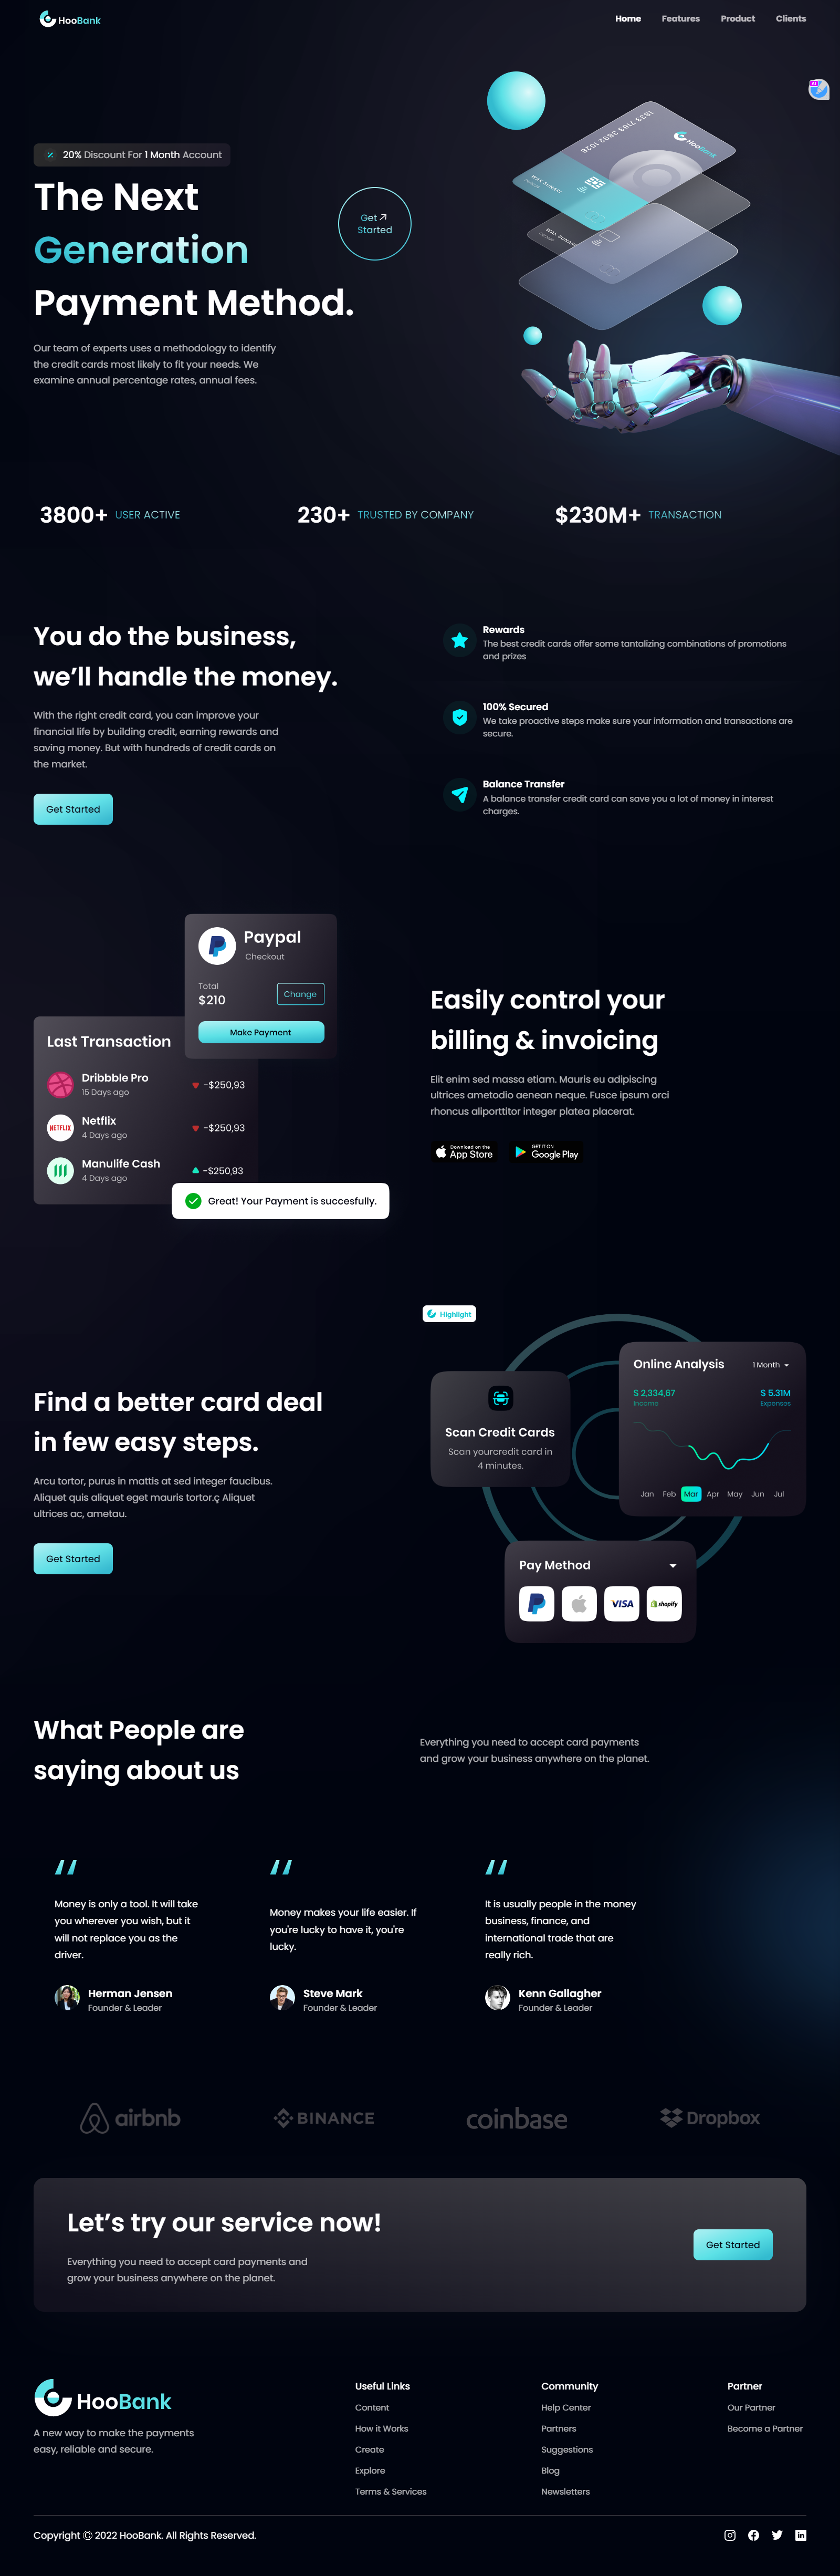 HooBank
Home
Features
Product
Clients
20% Discount For 1 Month Account
The Next
Generation
Payment Method.
Get
Started
Our team of experts uses a methodology to identify
the credit cards most likely to fit your needs. We
examine annual percentage rates, annual fees.
HooBank
1833 7163 3892 1028
3800+ USER ACTIVE
230+ TRUSTED BY COMPANY
$230M+ TRANSACTION
You do the business,
we'll handle the money.
With the right credit card, you can improve your
financial life by building credit, earning rewards and
saving money. But with hundreds of credit cards on
the market.
Get Started
Rewards
The best credit cards offer some tantalizing combinations of promotions
and prizes
100% Secured
We take proactive steps make sure your information and transactions are
secure.
Balance Transfer
A balance transfer credit card can save you a lot of money in interest
charges.
Paypal
Checkout
Total
$210
Change
Make Payment
Last Transaction
Dribbble Pro
15 Days ago
-$250,93
NETFLIX
Netflix
4 Days ago
-$250,93
Manulife Cash
4 Days ago
-$250,93
Great! Your Payment is succesfully.
Easily control your
billing & invoicing
Elit enim sed massa etiam. Mauris eu adipiscing
ultrices ametodio aenean neque. Fusce ipsum orci
rhoncus aliporttitor integer platea placerat.
Download on the
App Store
GET IT ON
Google Play
Find a better card deal
in few easy steps.
Arcu tortor, purus in mattis at sed integer faucibus.
Aliquet quis aliquet eget mauris tortor.ç Aliquet
ultrices ac, ametau.
Get Started
Highlight
Scan Credit Cards
Scan yourcredit card in
4 minutes.
Online Analysis
1 Month
$ 2,334,67
Income
$ 5.31M
Expenses
Jan Feb Mar Apr May Jun Jul
Pay Method
VISA
shopify
What People are
saying about us
Everything you need to accept card payments
and grow your business anywhere on the planet.
Money is only a tool. It will take
you wherever you wish, but it
will not replace you as the
driver.
Herman Jensen
Founder & Leader
Money makes your life easier. If
you're lucky to have it, you're
lucky.
Steve Mark
Founder & Leader
It is usually people in the money
business, finance, and
international trade that are
really rich.
Kenn Gallagher
Founder & Leader
airbnb
BINANCE
coinbase
Dropbox
Let's try our service now!
Everything you need to accept card payments and
grow your business anywhere on the planet.
Get Started
HooBank
A new way to make the payments
easy, reliable and secure.
Useful Links
Content
How it Works
Create
Explore
Terms & Services
Community
Help Center
Partners
Suggestions
Blog
Newsletters
Partner
Our Partner
Become a Partner
Copyright Ⓒ 2022 HooBank. All Rights Reserved.